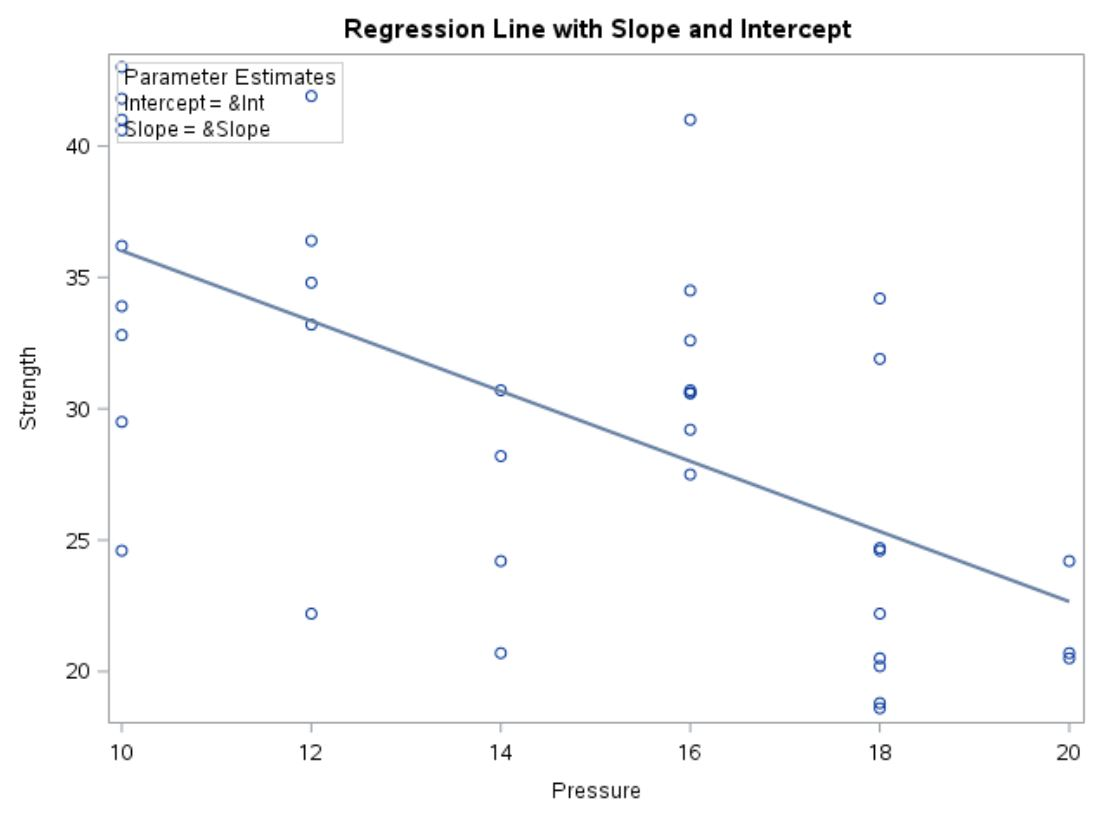 Regression Line with Slope and Intercept
Parameter Estimates
Intercept = &Int
Slope = &Slope
40
35
30
25
20
Strength
10 12 14 16 18 20
Pressure